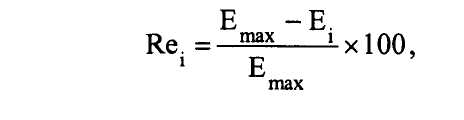 Re_i = (E_max − E_i) / E_max × 100,